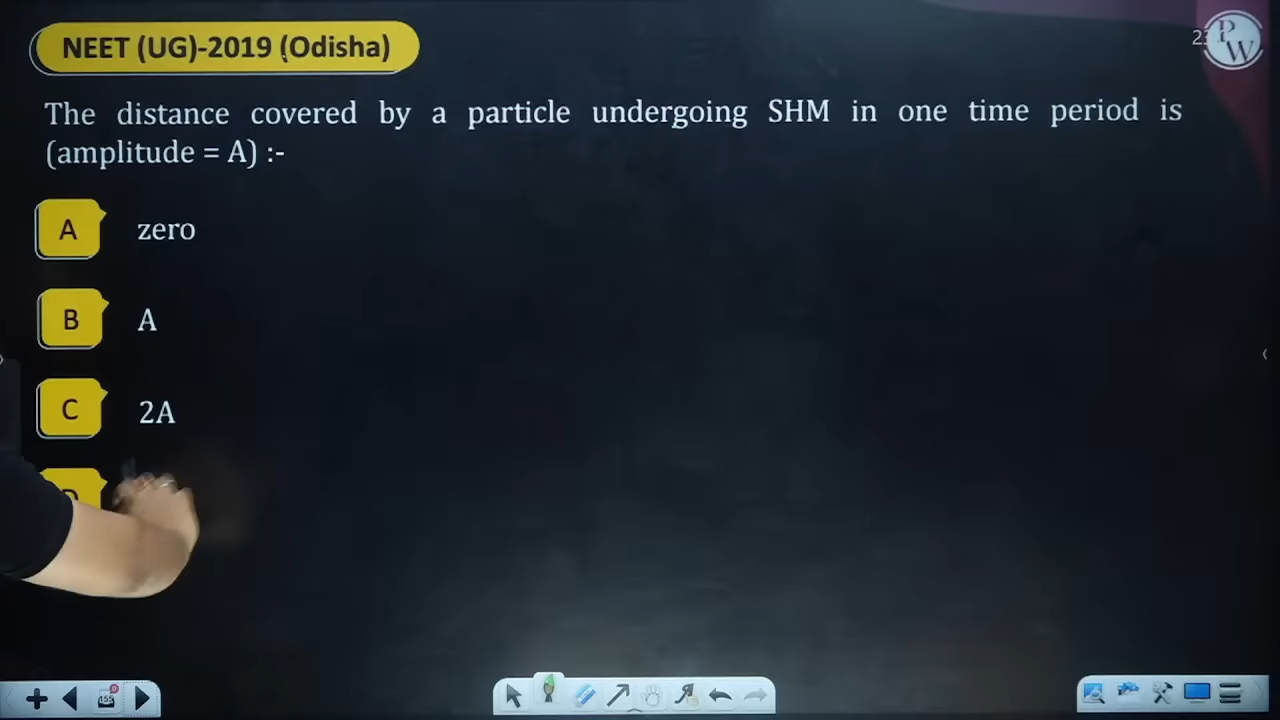 NEET (UG)-2019 (Odisha)
PW
The distance covered by a particle undergoing SHM in one time period is
(amplitude = A) :-
A zero
B A
C 2A
D